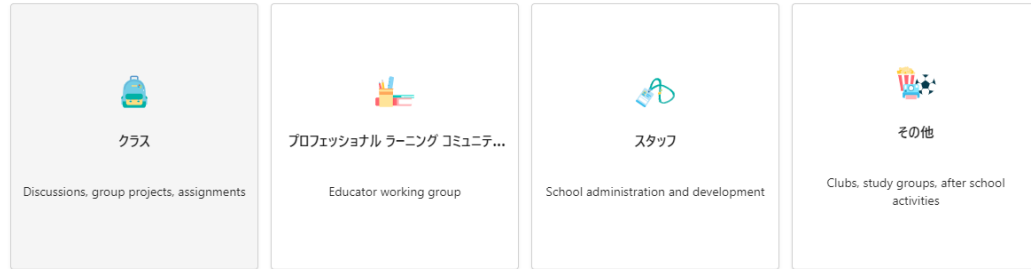 クラス
Discussions, group projects, assignments
プロフェッショナル ラーニング コミュニテ...
Educator working group
スタッフ
School administration and development
その他
Clubs, study groups, after school
activities